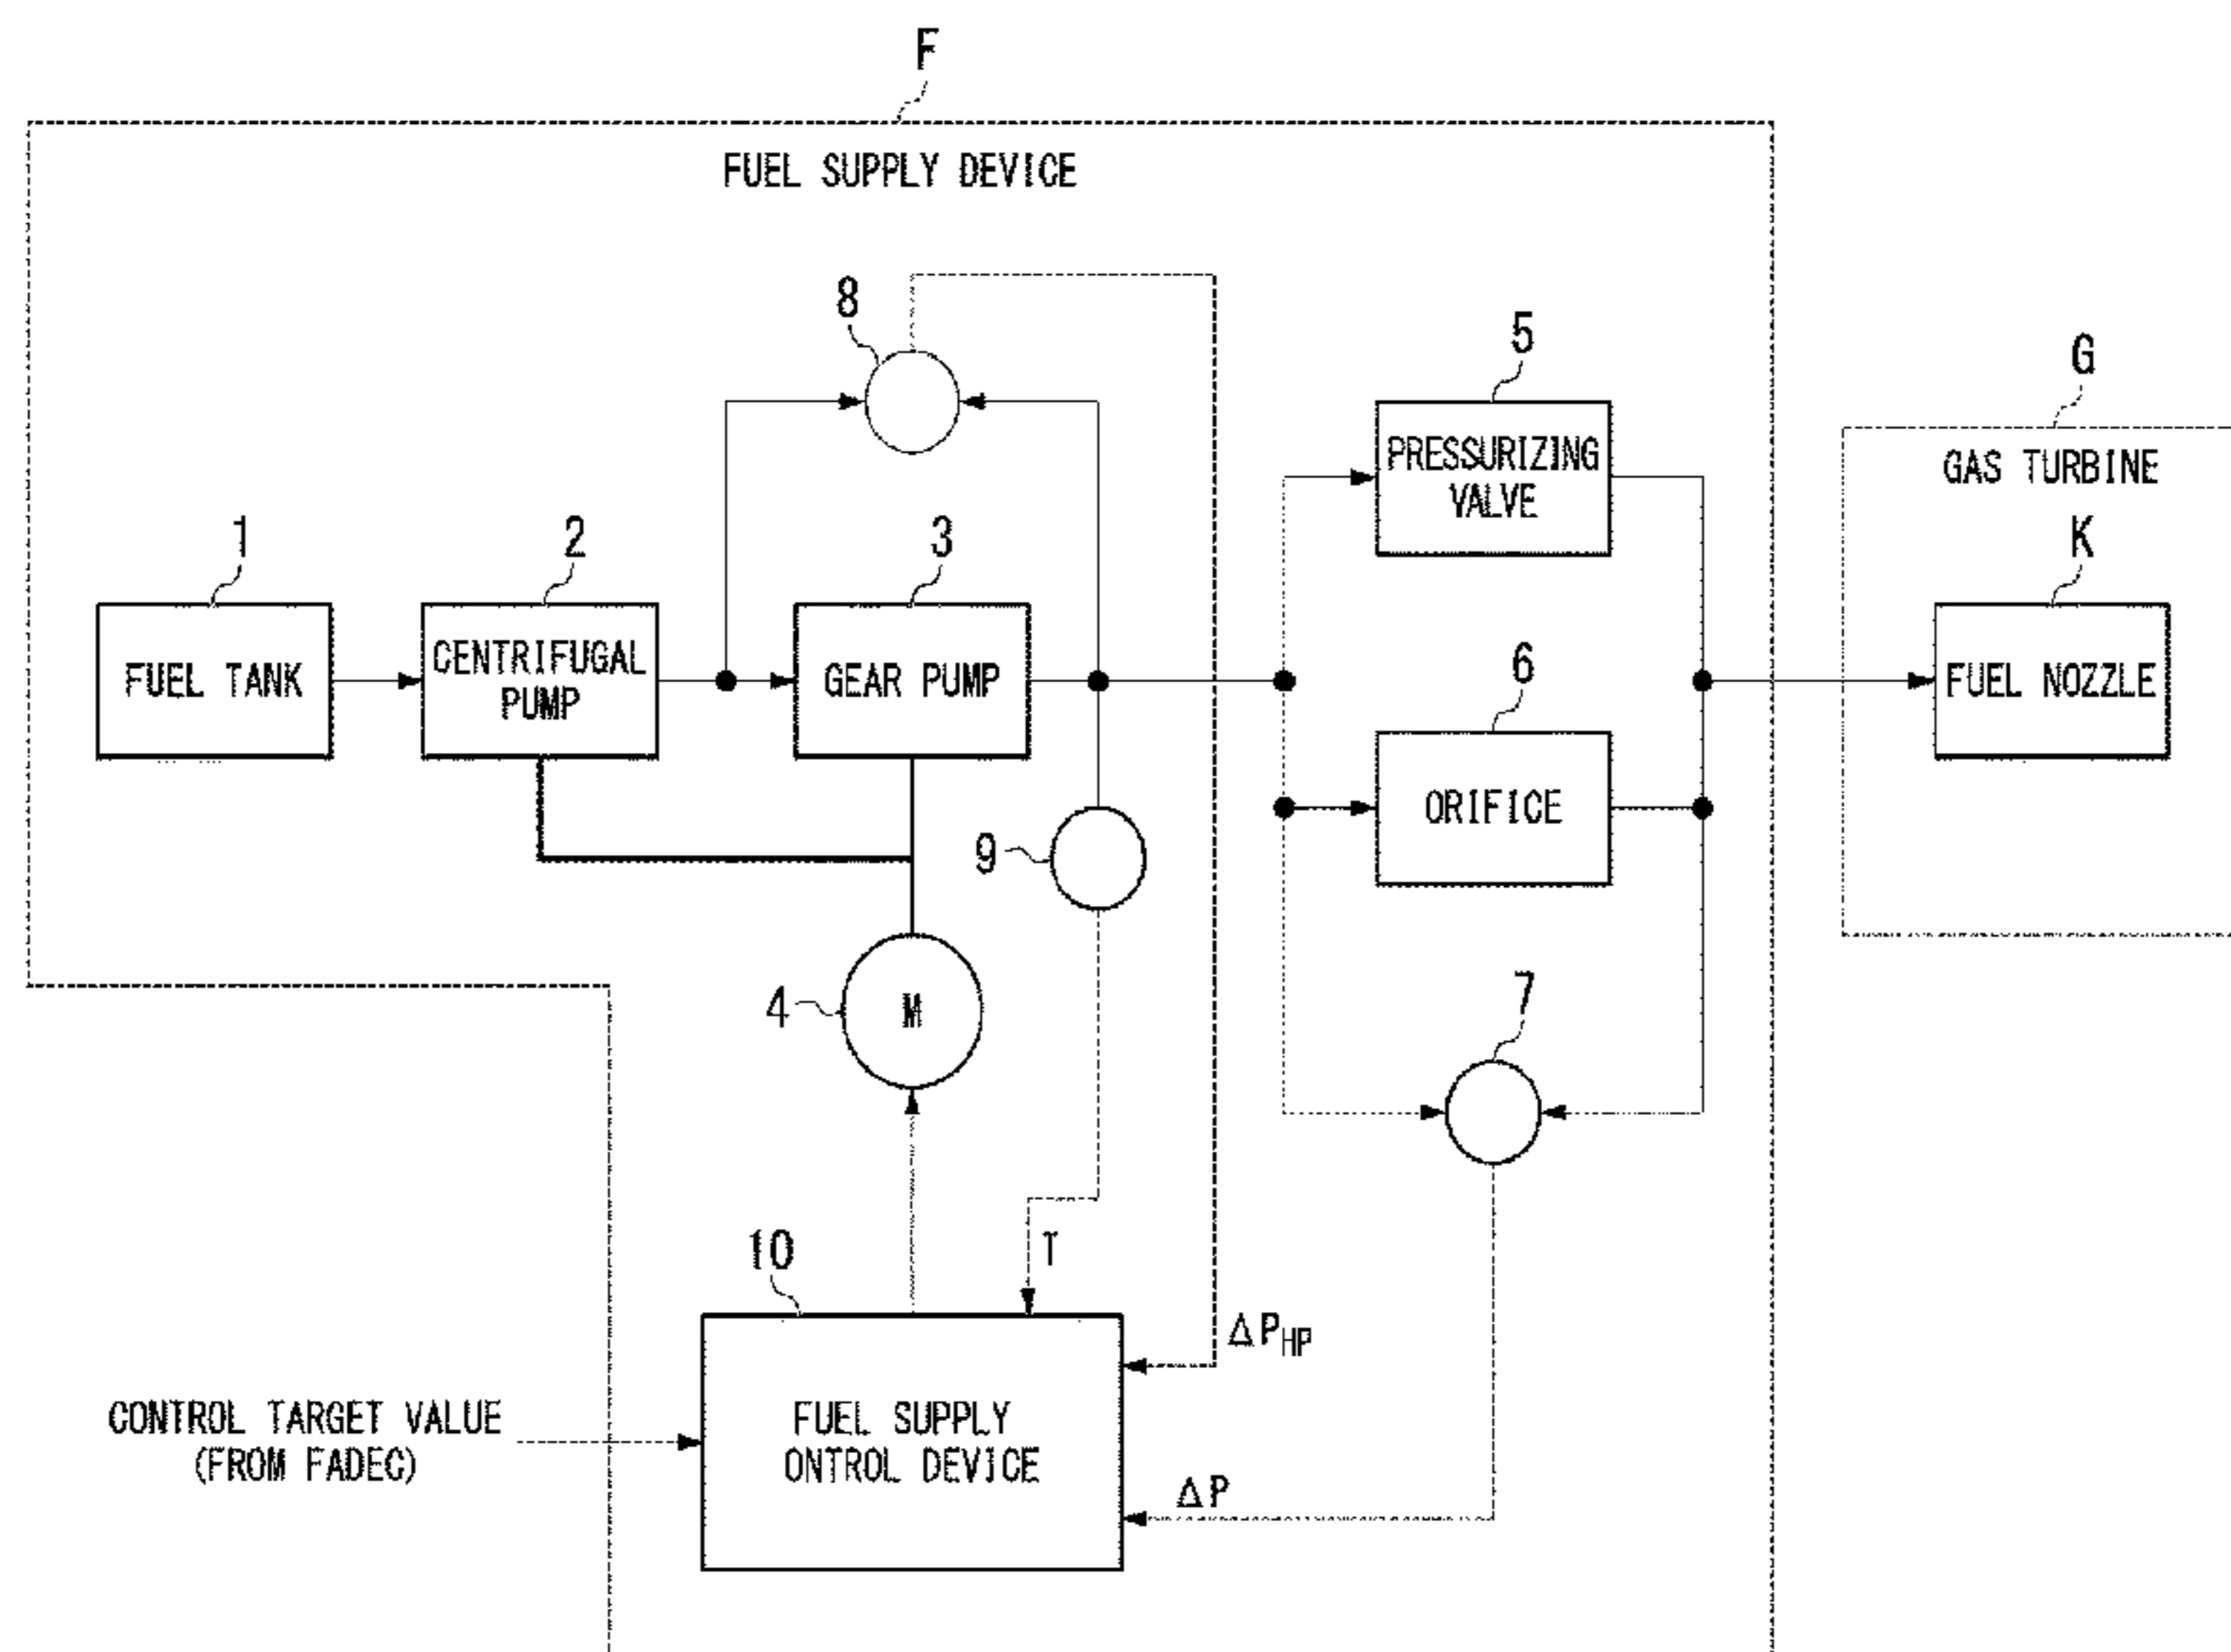 F
FUEL SUPPLY DEVICE
8
5
G
PRESSURIZING
VALVE
GAS TURBINE
1
2
3
K
FUEL TANK
CENTRIFUGAL
PUMP
GEAR PUMP
6
FUEL NOZZLE
ORIFICE
9
4
M
7
10
T
ΔPHP
CONTROL TARGET VALUE
(FROM FADEC)
FUEL SUPPLY
ONTROL DEVICE
ΔP